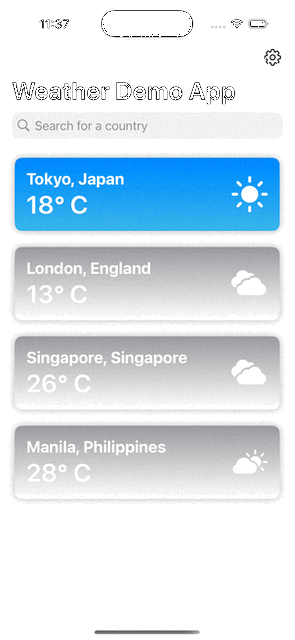 11:37
Weather Demo App
Search for a country
Tokyo, Japan
18° C
London, England
13° C
Singapore, Singapore
26° C
Manila, Philippines
28° C